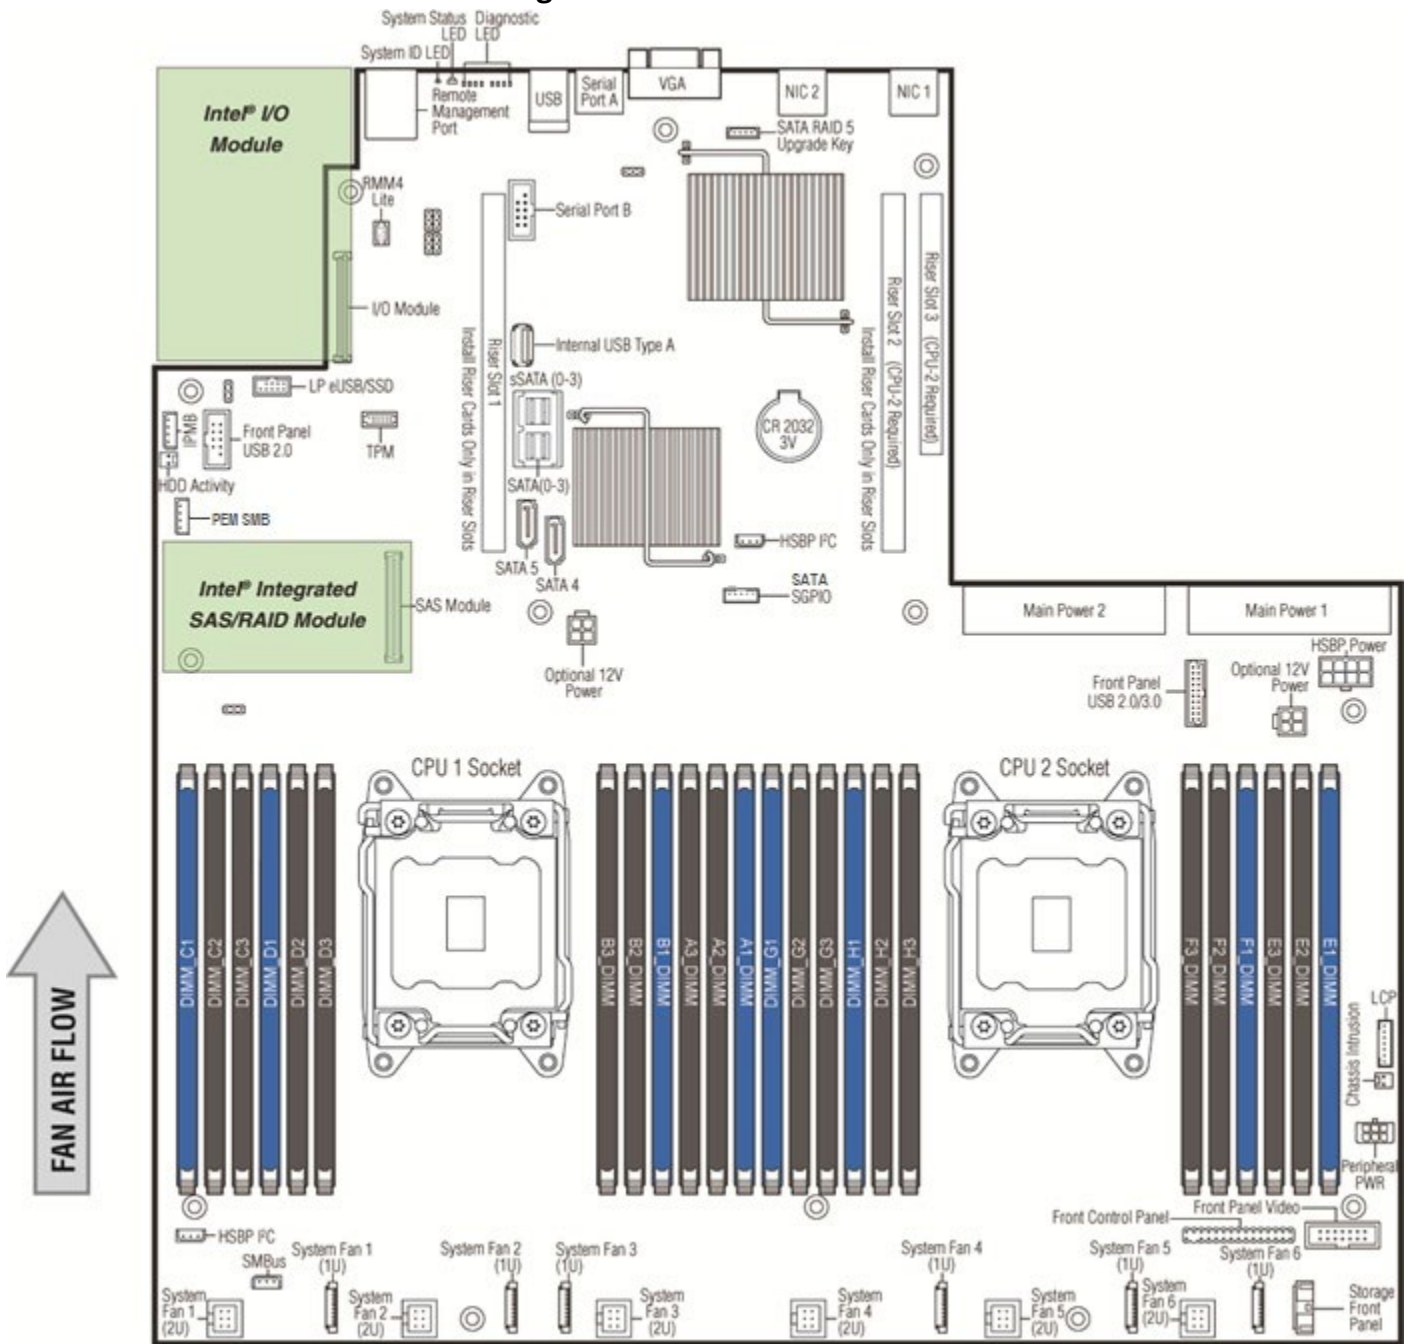 System Status
LED
Diagnostic
LED
System ID LED
Remote
Management
Port
USB
Serial
Port A
VGA
NIC 2
NIC 1
SATA RAID 5
Upgrade Key
Intel® I/O
Module
RMM4
Lite
Serial Port B
I/O Module
Internal USB Type A
Riser Slot 1
Install Riser Cards Only in Riser Slots
Riser Slot 2 (CPU-2 Required)
Install Riser Cards Only in Riser Slots
Riser Slot 3 (CPU-2 Required)
LP eUSB/SSD
sSATA (0-3)
IPMB
Front Panel
USB 2.0
TPM
CR 2032
3V
HDD Activity
SATA(0-3)
PEM SMB
HSBP I²C
SATA 5
SATA 4
SATA
SGPIO
Intel® Integrated
SAS/RAID Module
SAS Module
Main Power 2
Main Power 1
Optional 12V
Power
HSBP Power
Optional 12V
Power
Front Panel
USB 2.0/3.0
CPU 1 Socket
CPU 2 Socket
DIMM_C1
DIMM_C2
DIMM_C3
DIMM_D1
DIMM_D2
DIMM_D3
B3_DIMM
B2_DIMM
B1_DIMM
A3_DIMM
A2_DIMM
A1_DIMM
DIMM_G1
DIMM_G2
DIMM_G3
DIMM_H1
DIMM_H2
DIMM_H3
F3_DIMM
F2_DIMM
F1_DIMM
E3_DIMM
E2_DIMM
E1_DIMM
LCP
Chassis Intrusion
FAN AIR FLOW
Peripheral
PWR
Front Control Panel
Front Panel Video
HSBP I²C
SMBus
System Fan 1
(1U)
System Fan 2
(1U)
System Fan 3
(1U)
System Fan 4
(1U)
System Fan 5
(1U)
System Fan 6
(1U)
System
Fan 1
(2U)
System
Fan 2
(2U)
System
Fan 3
(2U)
System
Fan 4
(2U)
System
Fan 5
(2U)
System
Fan 6
(2U)
Storage
Front
Panel